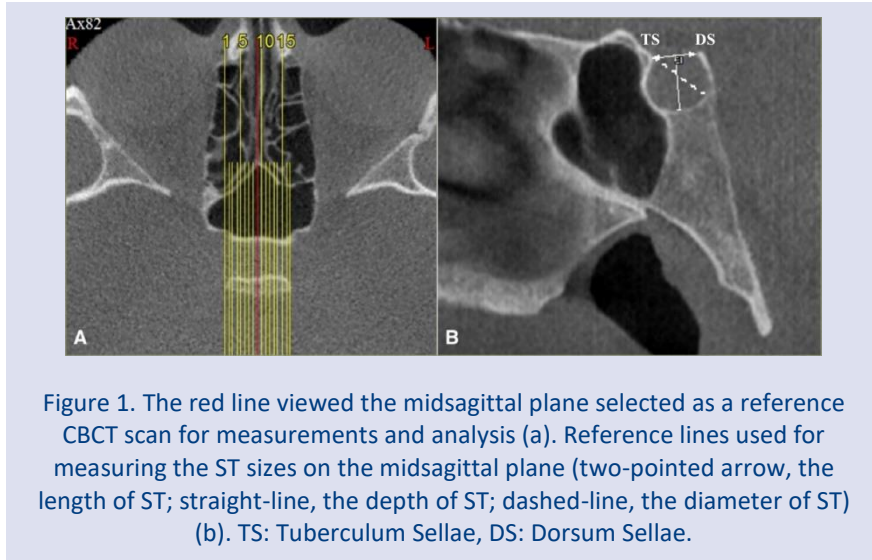 Ax82
R
1 5 10 15
L
A
TS DS
B
Figure 1. The red line viewed the midsagittal plane selected as a reference
CBCT scan for measurements and analysis (a). Reference lines used for
measuring the ST sizes on the midsagittal plane (two-pointed arrow, the
length of ST; straight-line, the depth of ST; dashed-line, the diameter of ST)
(b). TS: Tuberculum Sellae, DS: Dorsum Sellae.